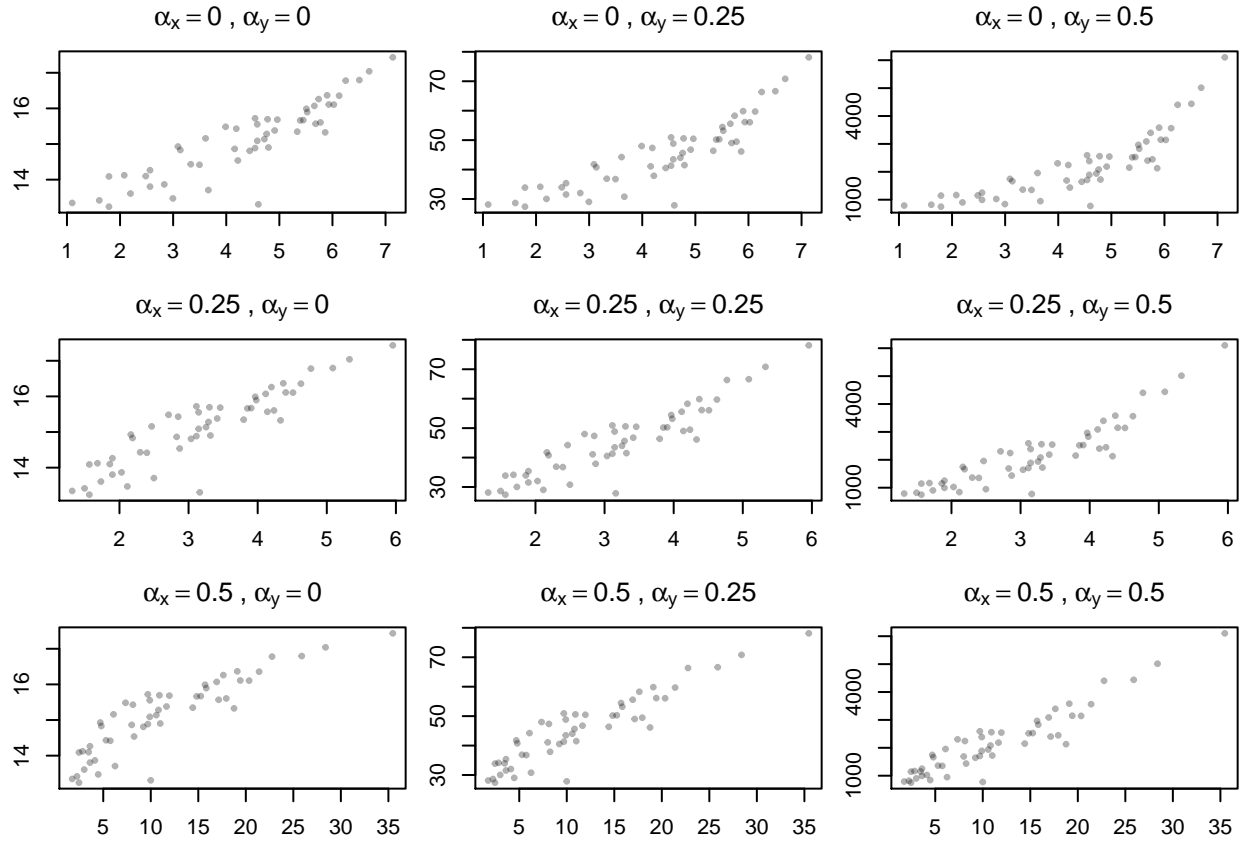 αx = 0 , αy = 0
αx = 0 , αy = 0.25
αx = 0 , αy = 0.5
14 16
1 2 3 4 5 6 7
30 50 70
1 2 3 4 5 6 7
1000 4000
1 2 3 4 5 6 7
αx = 0.25 , αy = 0
αx = 0.25 , αy = 0.25
αx = 0.25 , αy = 0.5
14 16
2 3 4 5 6
30 50 70
2 3 4 5 6
1000 4000
2 3 4 5 6
αx = 0.5 , αy = 0
αx = 0.5 , αy = 0.25
αx = 0.5 , αy = 0.5
14 16
5 10 15 20 25 30 35
30 50 70
5 10 15 20 25 30 35
1000 4000
5 10 15 20 25 30 35